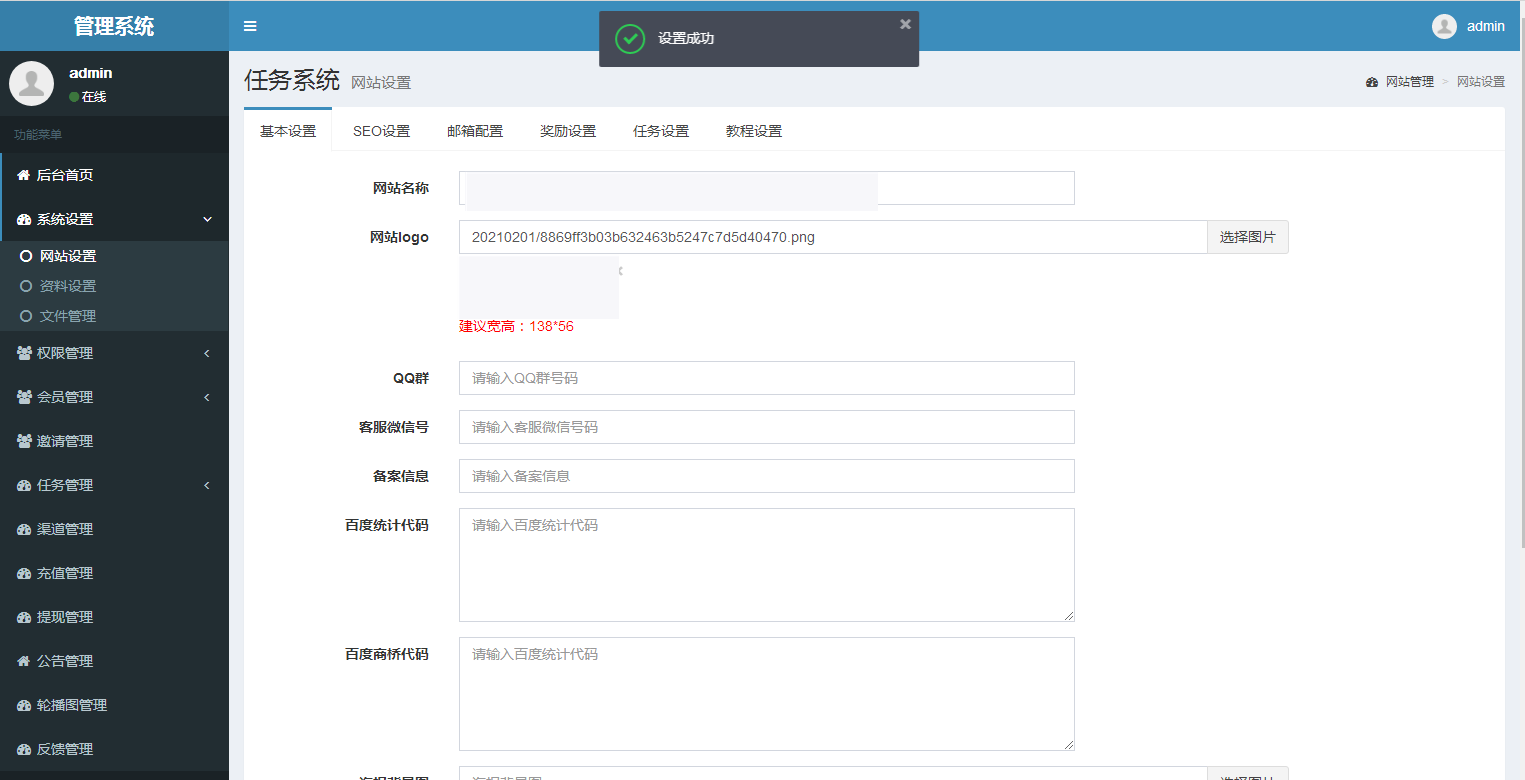 管理系统
设置成功
admin
admin
在线
任务系统 网站设置
网站管理 > 网站设置
功能菜单
基本设置 SEO设置 邮箱配置 奖励设置 任务设置 教程设置
后台首页
系统设置
网站设置
资料设置
文件管理
权限管理
会员管理
邀请管理
任务管理
渠道管理
充值管理
提现管理
公告管理
轮播图管理
反馈管理
网站名称
网站logo 20210201/8869ff3b03b632463b5247c7d5d40470.png 选择图片
建议宽高：138*56
QQ群 请输入QQ群号码
客服微信号 请输入客服微信号码
备案信息 请输入备案信息
百度统计代码 请输入百度统计代码
百度商桥代码 请输入百度统计代码